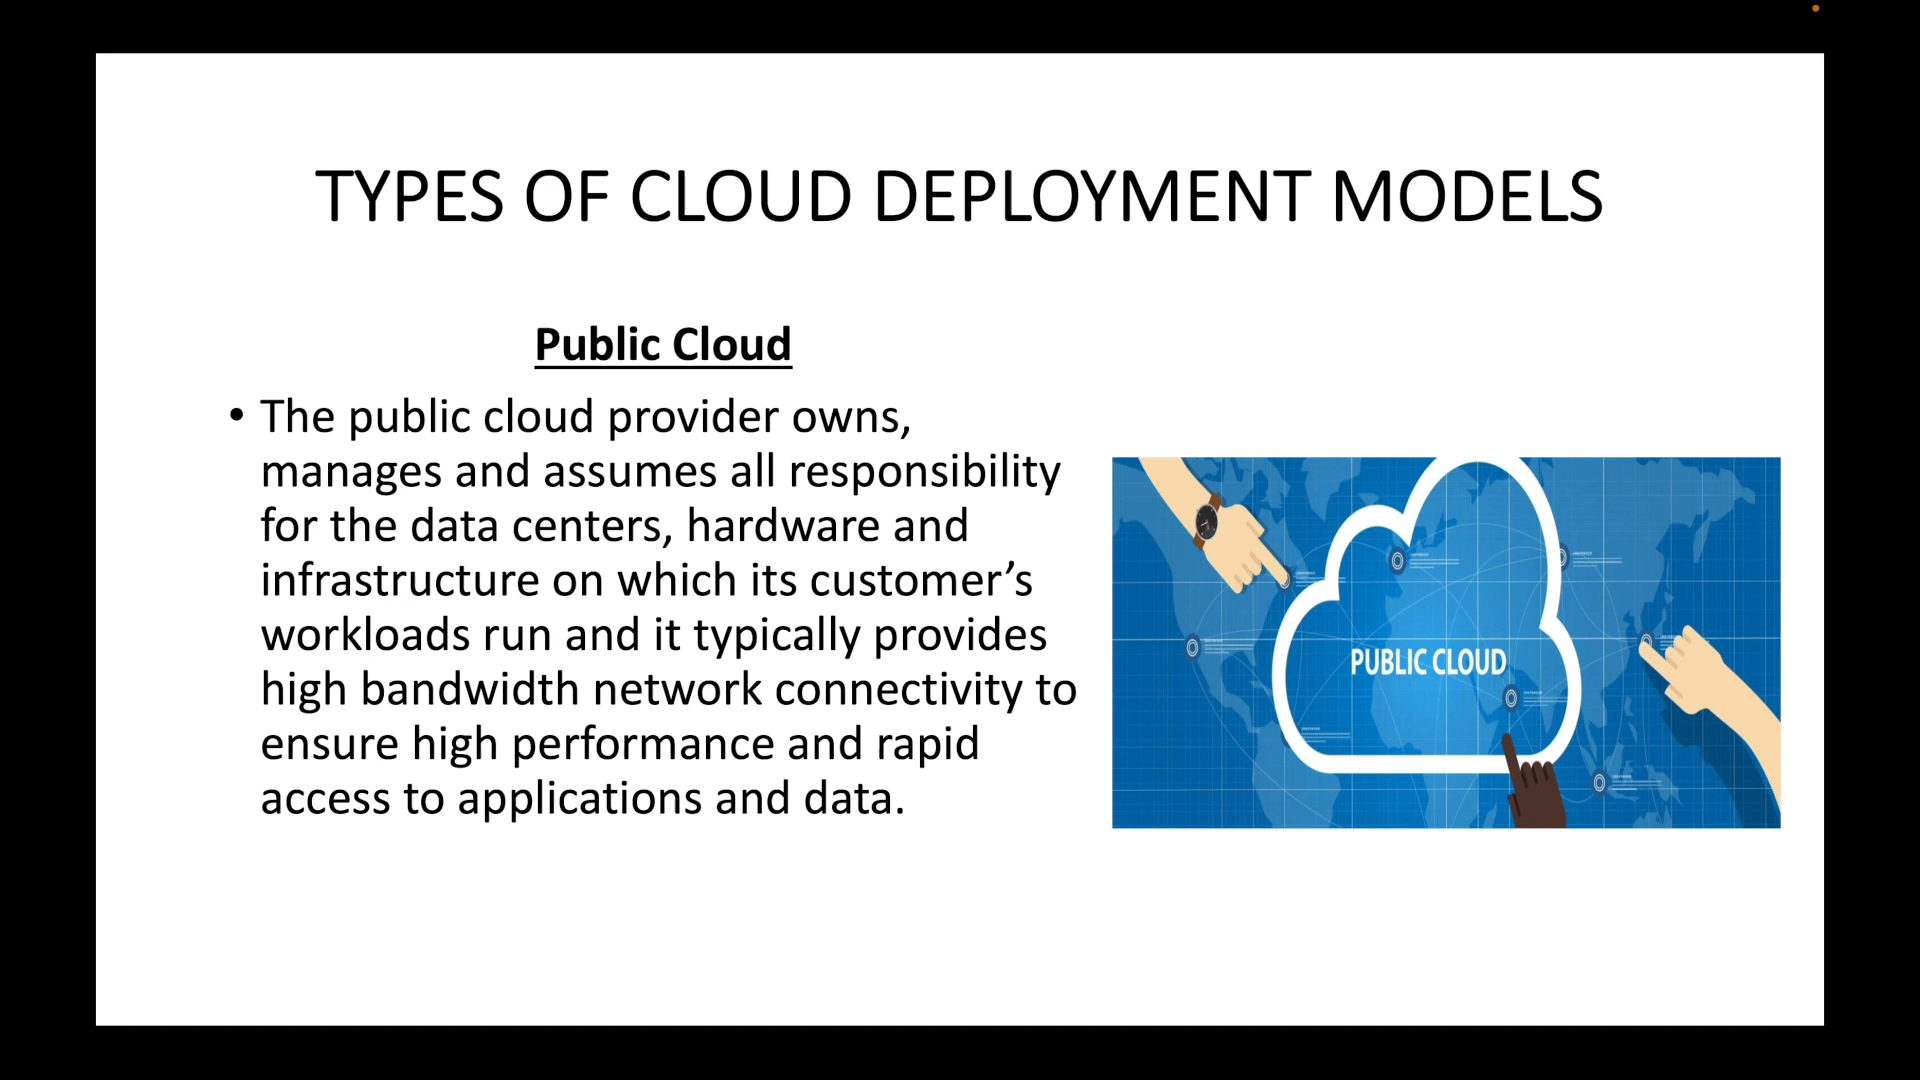 TYPES OF CLOUD DEPLOYMENT MODELS
Public Cloud
• The public cloud provider owns,
manages and assumes all responsibility
for the data centers, hardware and
infrastructure on which its customer’s
workloads run and it typically provides
high bandwidth network connectivity to
ensure high performance and rapid
access to applications and data.
PUBLIC CLOUD